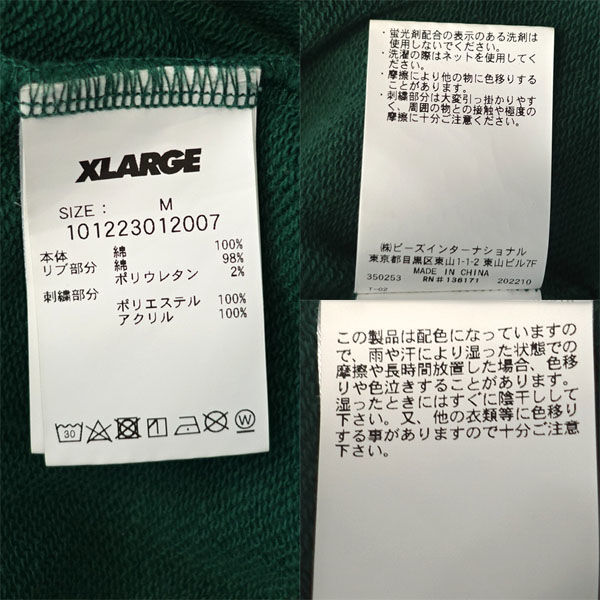 XLARGE
SIZE : M
101223012007
本体 綿 100%
リブ部分 綿 98%
ポリウレタン 2%
刺繍部分
ポリエステル 100%
アクリル 100%
30
W
・蛍光剤配合の表示のある洗剤は
使用しないでください。
・洗濯の際はネットを使用してく
ださい。
・摩擦により他の物に色移りする
ことがあります。
・刺繍部分は大変引っ掛かりやす
く、周囲の物との接触や極度の
摩擦に十分ご注意ください。
㈱ビーズインターナショナル
東京都目黒区東山1-1-2 東山ビル7F
MADE IN CHINA
350253 RN#136171 202210
T-02
この製品は配色になっていますの
で、雨や汗により湿った状態での
摩擦や長時間放置した場合、色移
りや色泣きすることがあります。
湿ったときにはすぐに陰干しして
下さい。又、他の衣類等に色移り
する事がありますので十分ご注意
下さい。